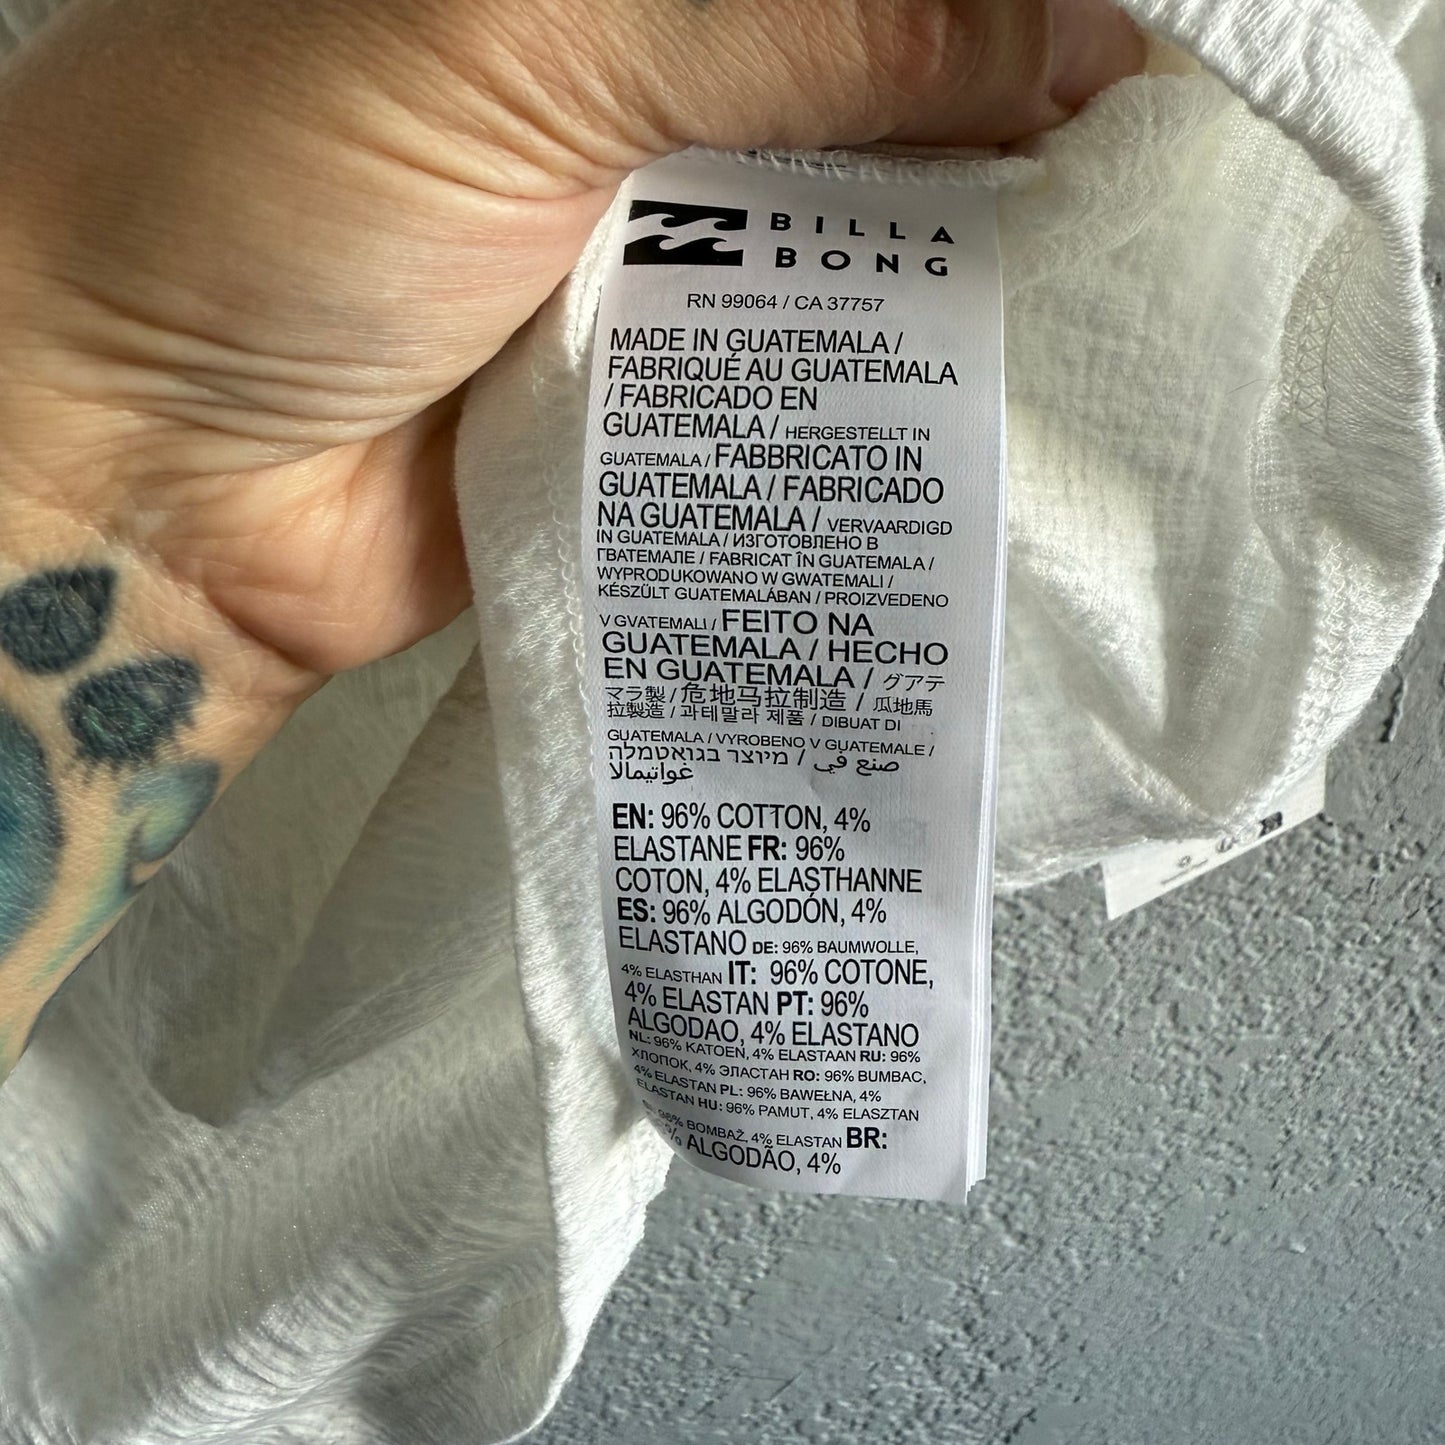 BILLA
BONG
RN 99064 / CA 37757
MADE IN GUATEMALA /
FABRIQUÉ AU GUATEMALA
/ FABRICADO EN
GUATEMALA / HERGESTELLT IN
GUATEMALA / FABBRICATO IN
GUATEMALA / FABRICADO
NA GUATEMALA / VERVAARDIGD
IN GUATEMALA / ИЗГОТОВЛЕНО В
ГВАТЕМАЛЕ / FABRICAT ÎN GUATEMALA /
WYPRODUKOWANO W GWATEMALI /
KÉSZÜLT GUATEMALÁBAN / PROIZVEDENO
V GVATEMALI / FEITO NA
GUATEMALA / HECHO
EN GUATEMALA / グアテ
マラ製 / 危地马拉制造 / 瓜地馬
拉製造 / 과테말라 제품 / DIBUAT DI
GUATEMALA / VYROBENO V GUATEMALE /
מיוצר בגואטמלה / صنع في
غواتيمالا
EN: 96% COTTON, 4%
ELASTANE FR: 96%
COTON, 4% ELASTHANNE
ES: 96% ALGODÓN, 4%
ELASTANO DE: 96% BAUMWOLLE,
4% ELASTHAN IT: 96% COTONE,
4% ELASTAN PT: 96%
ALGODAO, 4% ELASTANO
NL: 96% KATOEN, 4% ELASTAAN RU: 96%
ХЛОПОК, 4% ЭЛАСТАН RO: 96% BUMBAC,
4% ELASTAN PL: 96% BAWEŁNA, 4%
ELASTAN HU: 96% PAMUT, 4% ELASZTAN
96% BOMBAŽ, 4% ELASTAN BR:
ALGODÃO, 4%